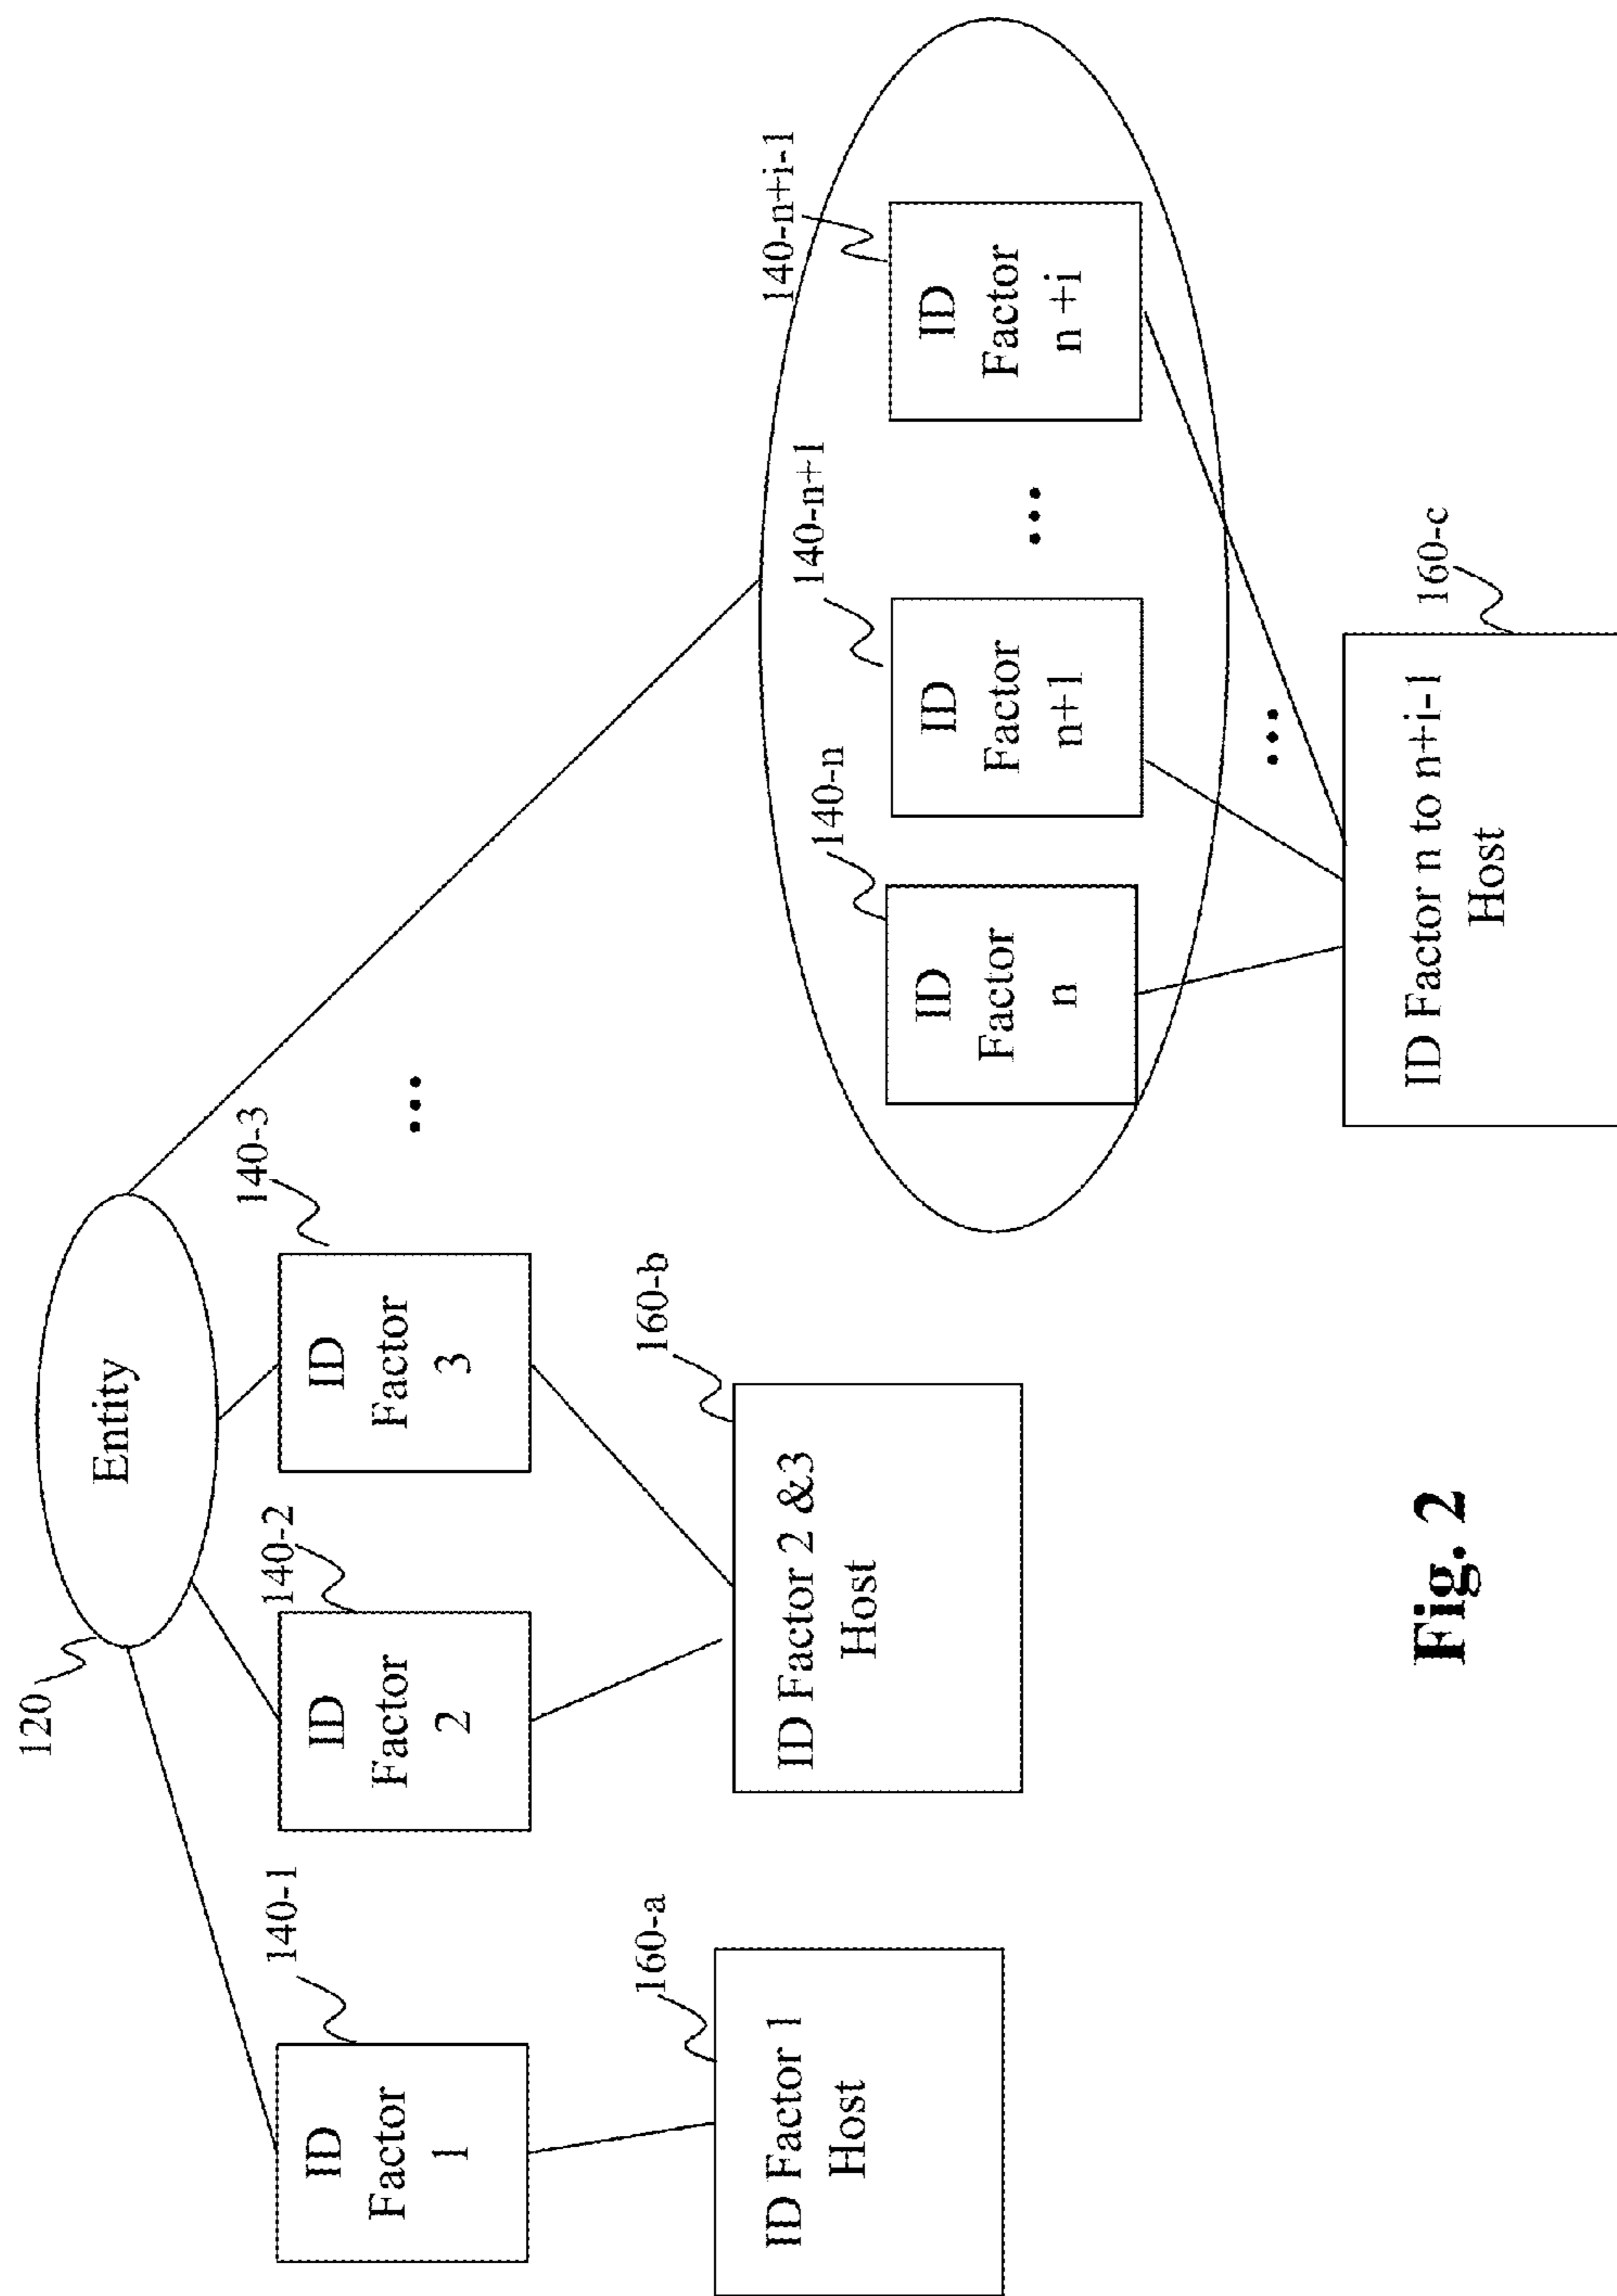 120
Entity
140-1
140-2
140-3
ID
Factor
1
ID
Factor
2
ID
Factor
3
...
160-a
160-b
ID Factor 1
Host
ID Factor 2 &3
Host
140-n
140-n+1
140-n+i-1
ID
Factor
n
ID
Factor
n+1
...
ID
Factor
n +i
...
160-c
ID Factor n to n+i-1
Host
Fig. 2